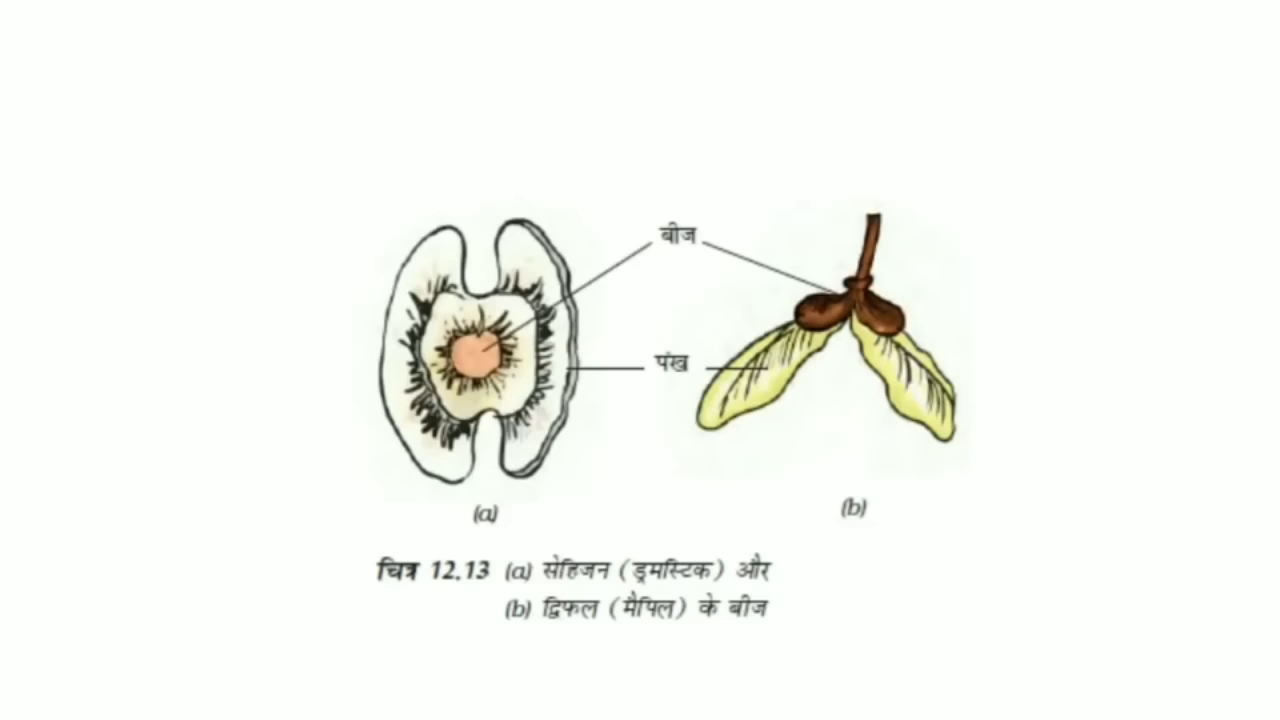 बीज
पंख
(a)
(b)
चित्र 12.13 (a) सेहिजन (ड्रमस्टिक) और
(b) द्विफल (मैपिल) के बीज